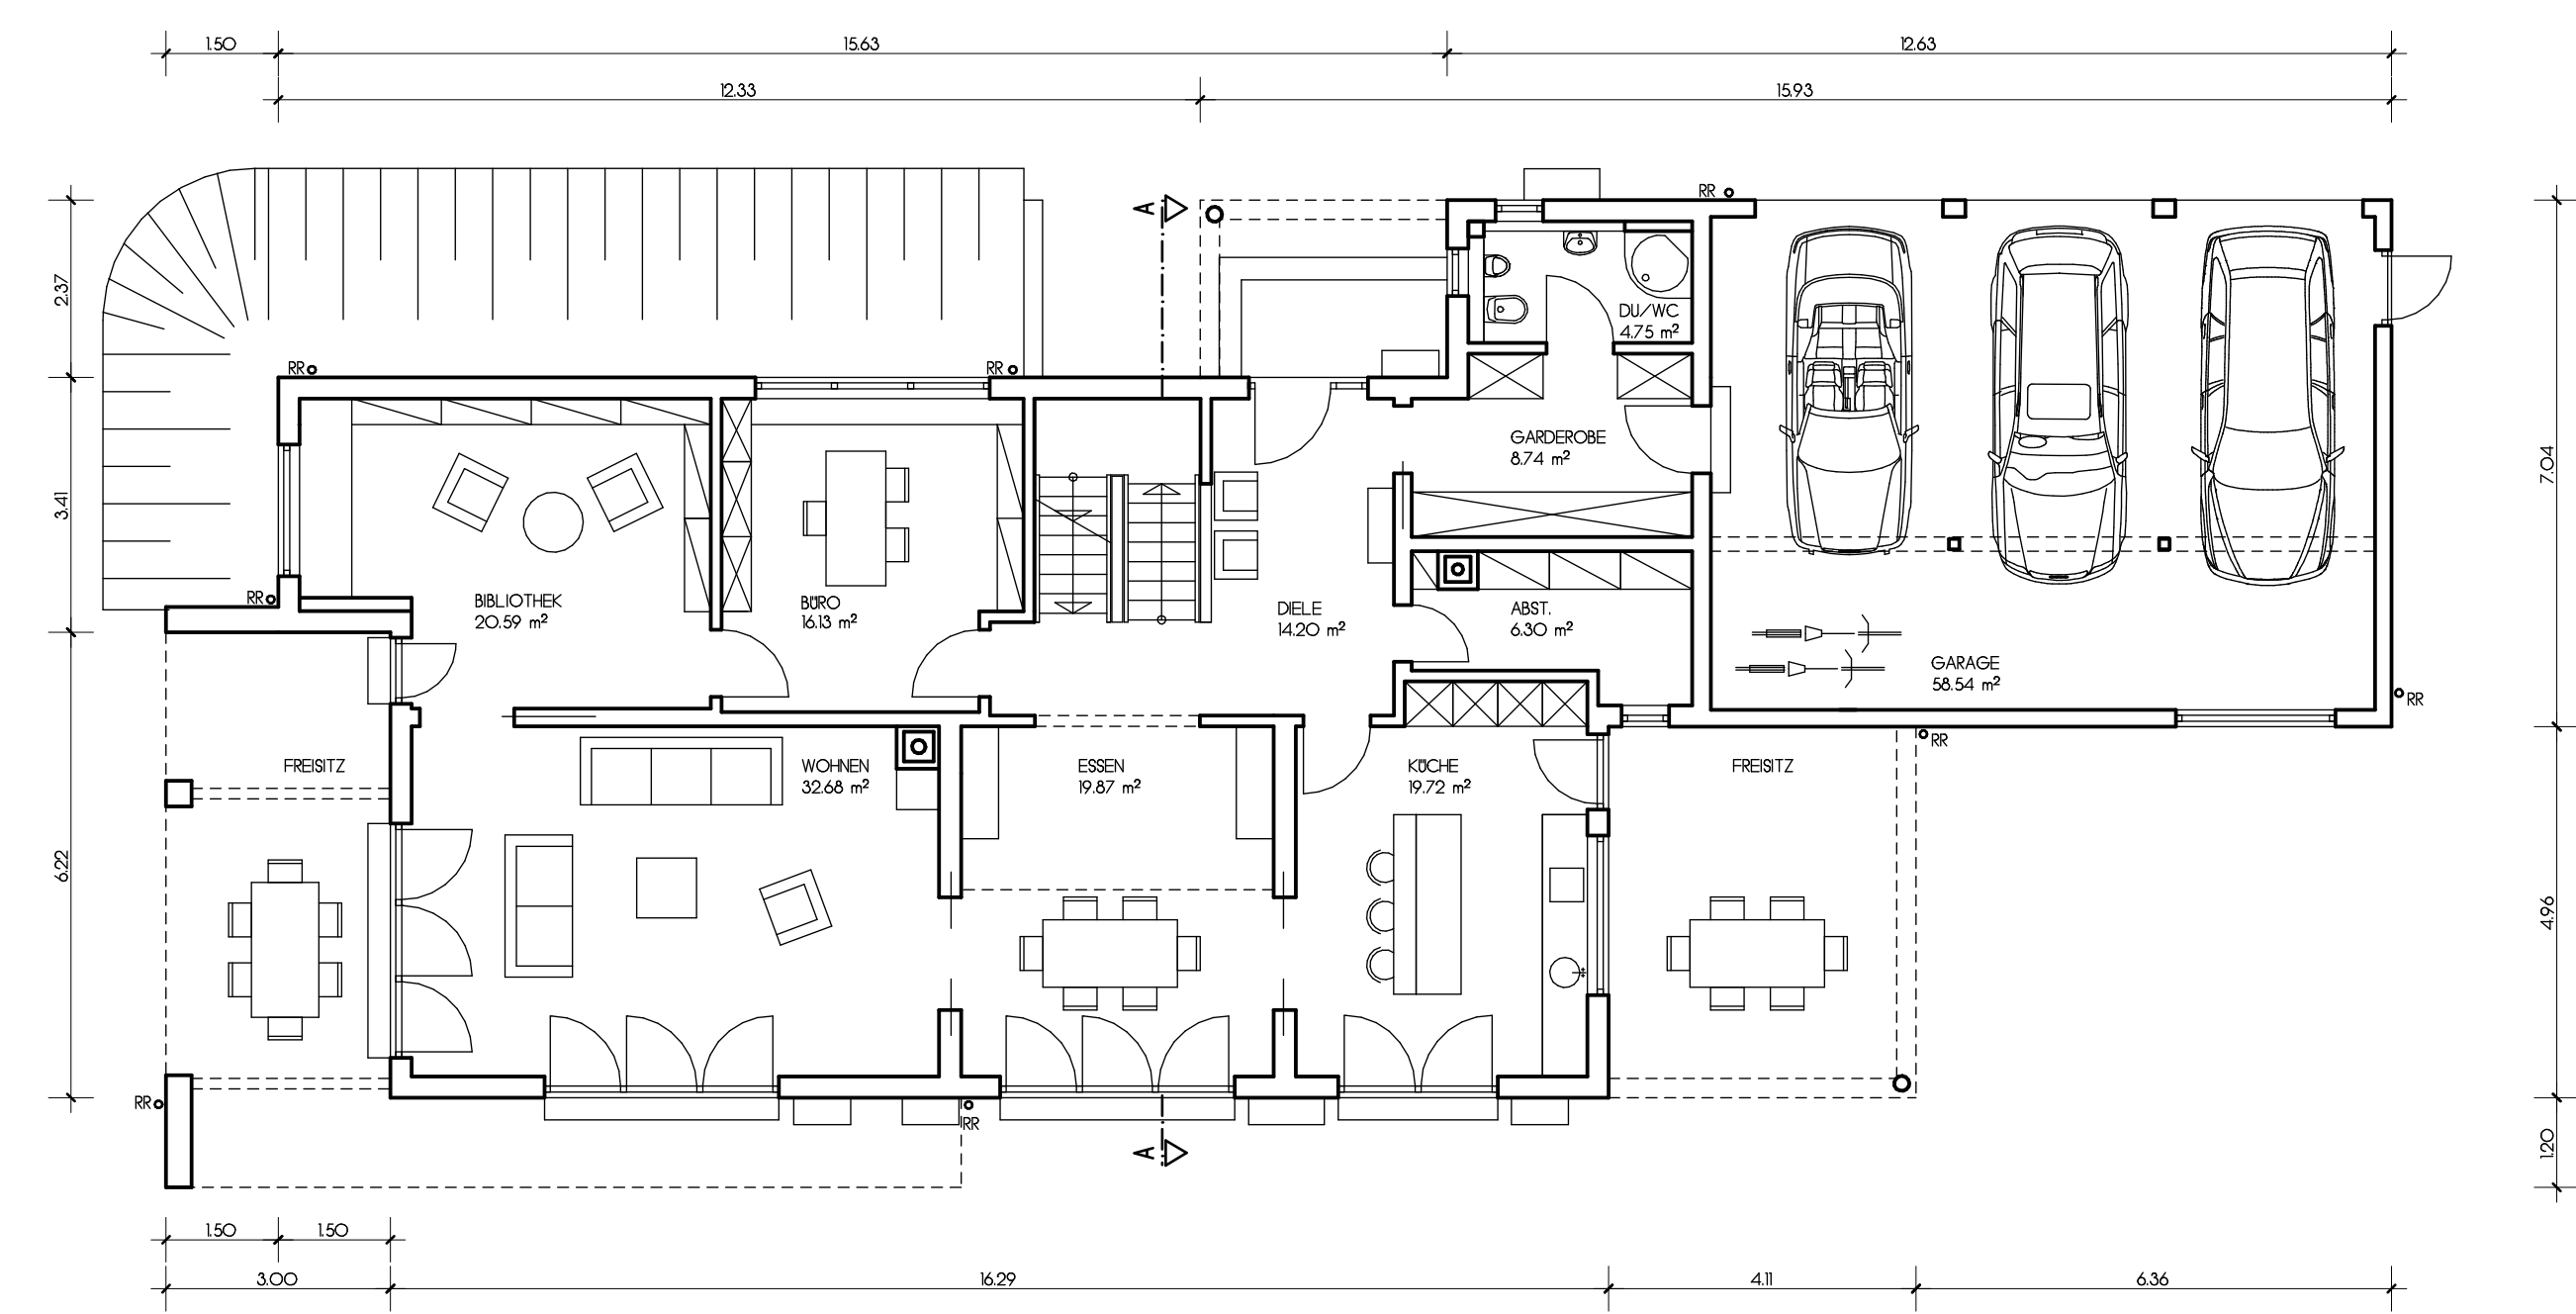 1.50
15.63
12.63
12.33
15.93
A
RR
2.37
DU/WC
4.75 m²
RR
RR
GARDEROBE
8.74 m²
7.04
3.41
RR
BIBLIOTHEK
20.59 m²
BÜRO
16.13 m²
DIELE
14.20 m²
ABST.
6.30 m²
GARAGE
58.54 m²
RR
RR
FREISITZ
WOHNEN
32.68 m²
ESSEN
19.87 m²
KÜCHE
19.72 m²
FREISITZ
6.22
4.96
RR
RR
A
1.20
1.50
1.50
3.00
16.29
4.11
6.36